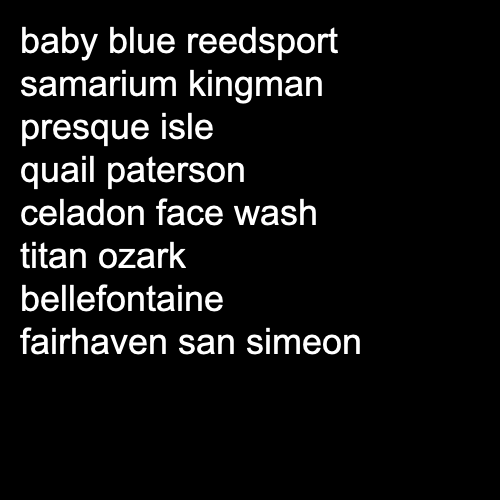 baby blue reedsport
samarium kingman
presque isle
quail paterson
celadon face wash
titan ozark
bellefontaine
fairhaven san simeon